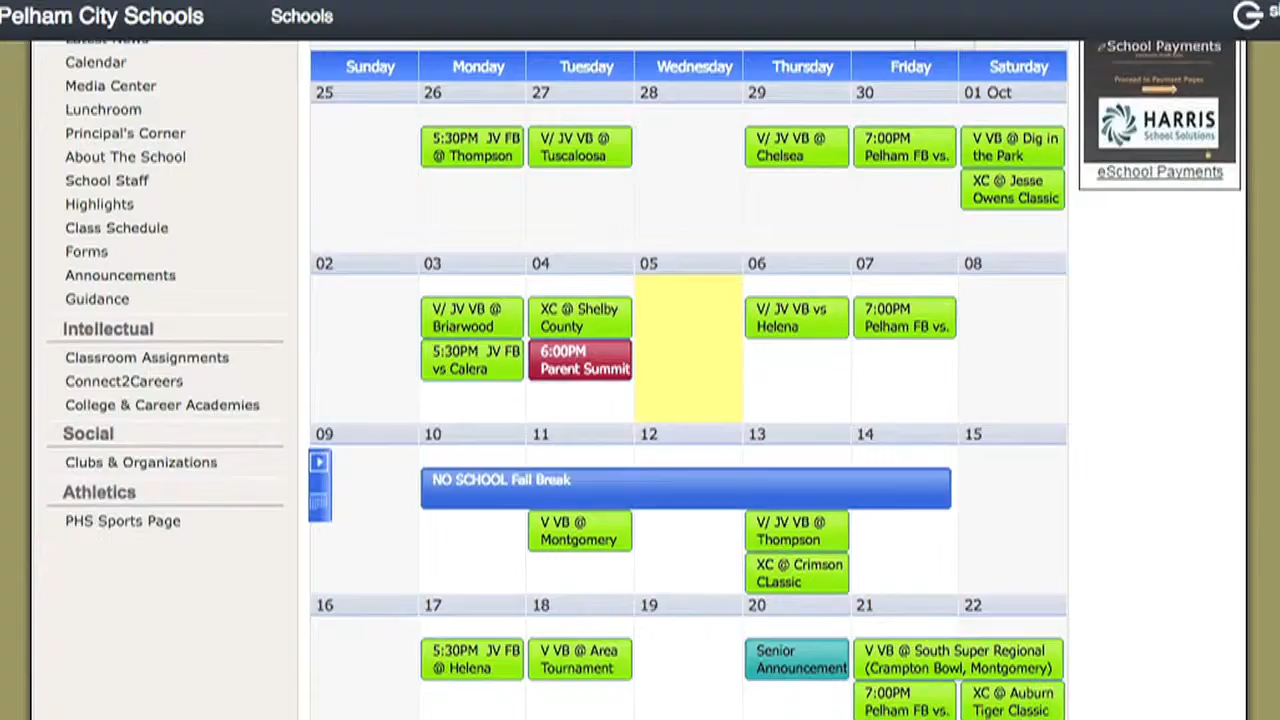 Pelham City Schools
Schools
Latest News
Calendar
Media Center
Lunchroom
Principal's Corner
About The School
School Staff
Highlights
Class Schedule
Forms
Announcements
Guidance
Intellectual
Classroom Assignments
Connect2Careers
College & Career Academies
Social
Clubs & Organizations
Athletics
PHS Sports Page
Sunday Monday Tuesday Wednesday Thursday Friday Saturday
25 26 27 28 29 30 01 Oct
5:30PM JV FB
@ Thompson
V/ JV VB @
Tuscaloosa
V/ JV VB @
Chelsea
7:00PM
Pelham FB vs.
V VB @ Dig in
the Park
XC @ Jesse
Owens Classic
02 03 04 05 06 07 08
V/ JV VB @
Briarwood
5:30PM JV FB
vs Calera
XC @ Shelby
County
6:00PM
Parent Summit
V/ JV VB vs
Helena
7:00PM
Pelham FB vs.
09 10 11 12 13 14 15
NO SCHOOL Fall Break
V VB @
Montgomery
V/ JV VB @
Thompson
XC @ Crimson
CLassic
16 17 18 19 20 21 22
5:30PM JV FB
@ Helena
V VB @ Area
Tournament
Senior
Announcement
V VB @ South Super Regional
(Crampton Bowl, Montgomery)
7:00PM
Pelham FB vs.
XC @ Auburn
Tiger Classic
eSchool Payments
Proceed to Payment Pages
HARRIS
School Solutions
eSchool Payments